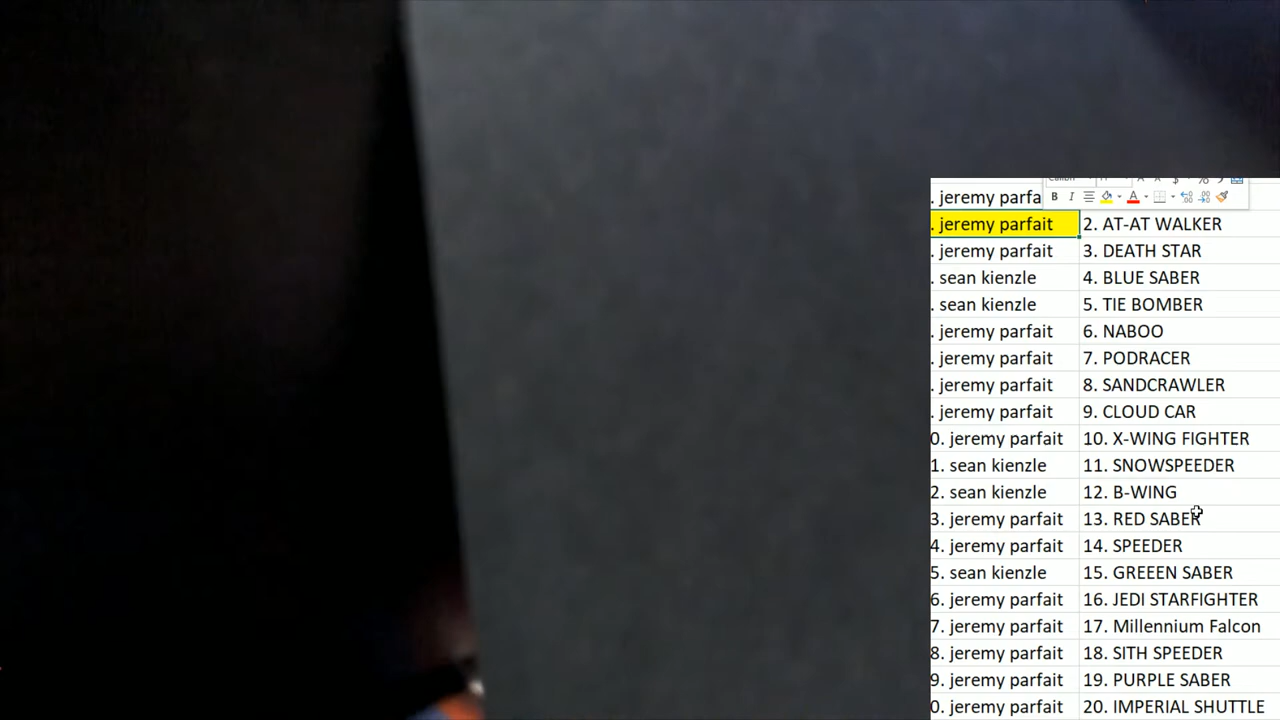 . jeremy parfa
. jeremy parfait 2. AT-AT WALKER
. jeremy parfait 3. DEATH STAR
. sean kienzle 4. BLUE SABER
. sean kienzle 5. TIE BOMBER
. jeremy parfait 6. NABOO
. jeremy parfait 7. PODRACER
. jeremy parfait 8. SANDCRAWLER
. jeremy parfait 9. CLOUD CAR
0. jeremy parfait 10. X-WING FIGHTER
1. sean kienzle 11. SNOWSPEEDER
2. sean kienzle 12. B-WING
3. jeremy parfait 13. RED SABER
4. jeremy parfait 14. SPEEDER
5. sean kienzle 15. GREEEN SABER
6. jeremy parfait 16. JEDI STARFIGHTER
7. jeremy parfait 17. Millennium Falcon
8. jeremy parfait 18. SITH SPEEDER
9. jeremy parfait 19. PURPLE SABER
0. jeremy parfait 20. IMPERIAL SHUTTLE